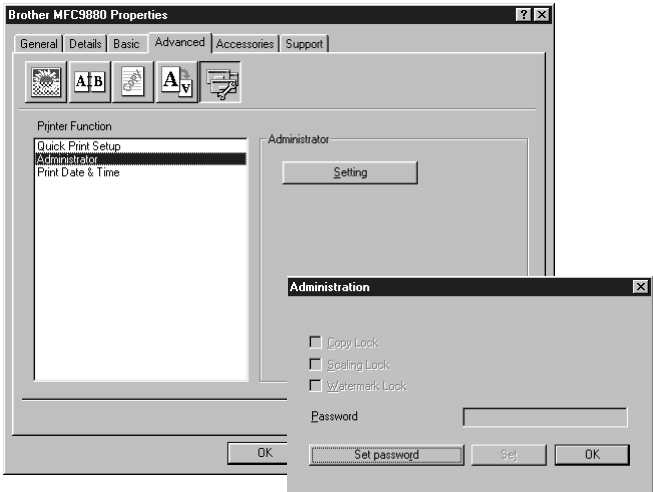 Brother MFC9880 Properties
General Details Basic Advanced Accessories Support
A B
Copy
A A
Printer Function
Quick Print Setup
Administrator
Print Date & Time
Administrator
Setting
OK
Administration
Copy Lock
Scaling Lock
Watermark Lock
Password
Set password Set OK